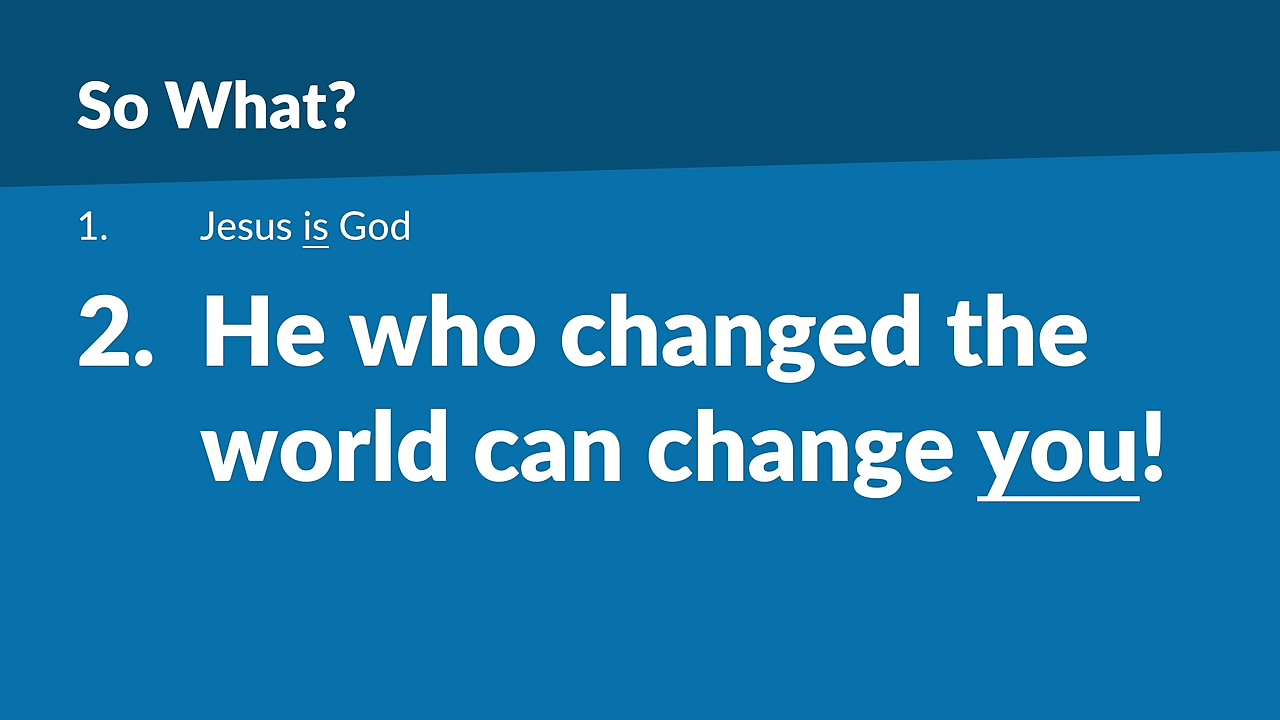 So What?
1. Jesus is God
2. He who changed the
world can change you!